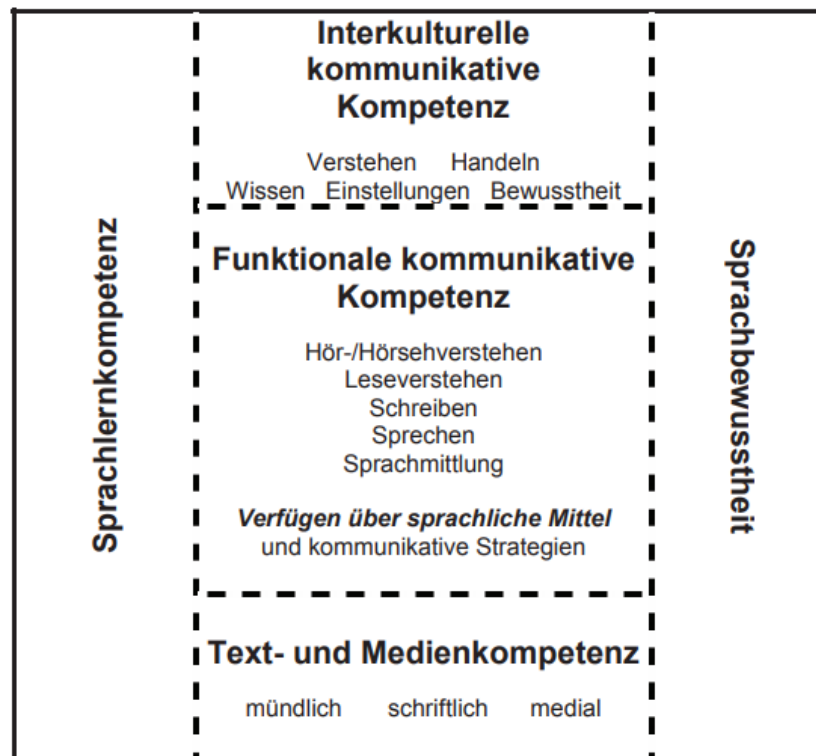 Interkulturelle
kommunikative
Kompetenz
Verstehen Handeln
Wissen Einstellungen Bewusstheit
Sprachlernkompetenz
Funktionale kommunikative
Kompetenz
Hör-/Hörsehverstehen
Leseverstehen
Schreiben
Sprechen
Sprachmittlung
Verfügen über sprachliche Mittel
und kommunikative Strategien
Sprachbewusstheit
Text- und Medienkompetenz
mündlich schriftlich medial